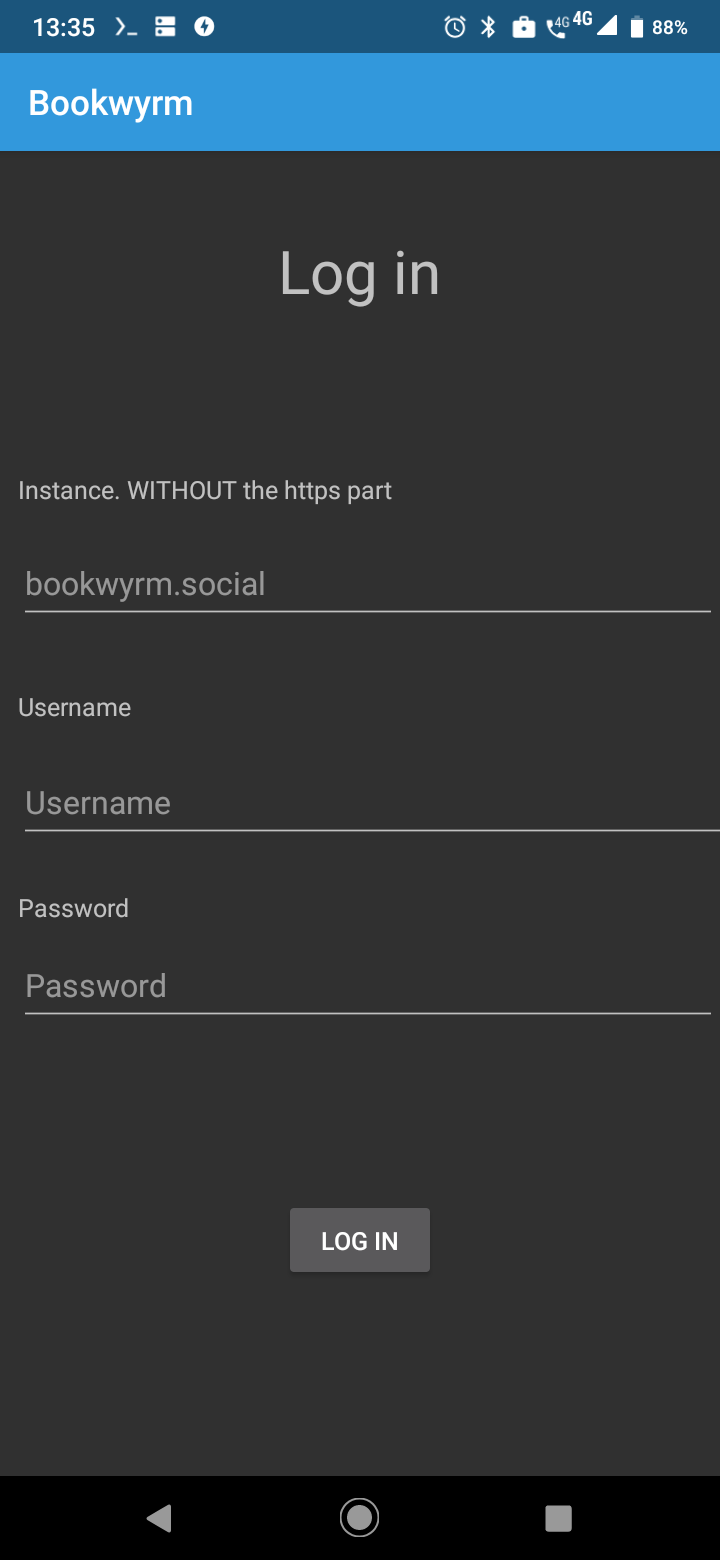 13:35 4G 4G 88%
Bookwyrm
Log in
Instance. WITHOUT the https part
bookwyrm.social
Username
Username
Password
Password
LOG IN